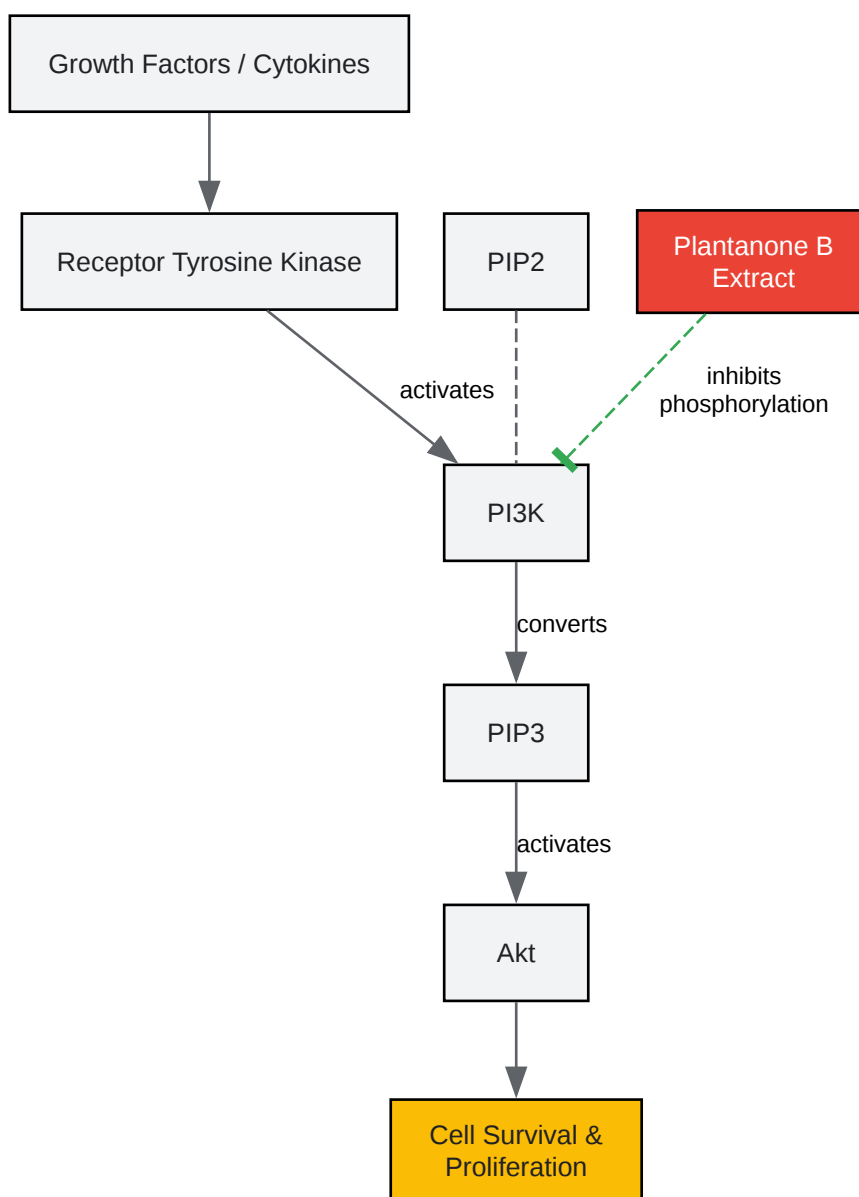 Growth Factors / Cytokines
Receptor Tyrosine Kinase
PIP2
Plantanone B
Extract
activates
inhibits
phosphorylation
PI3K
converts
PIP3
activates
Akt
Cell Survival &
Proliferation